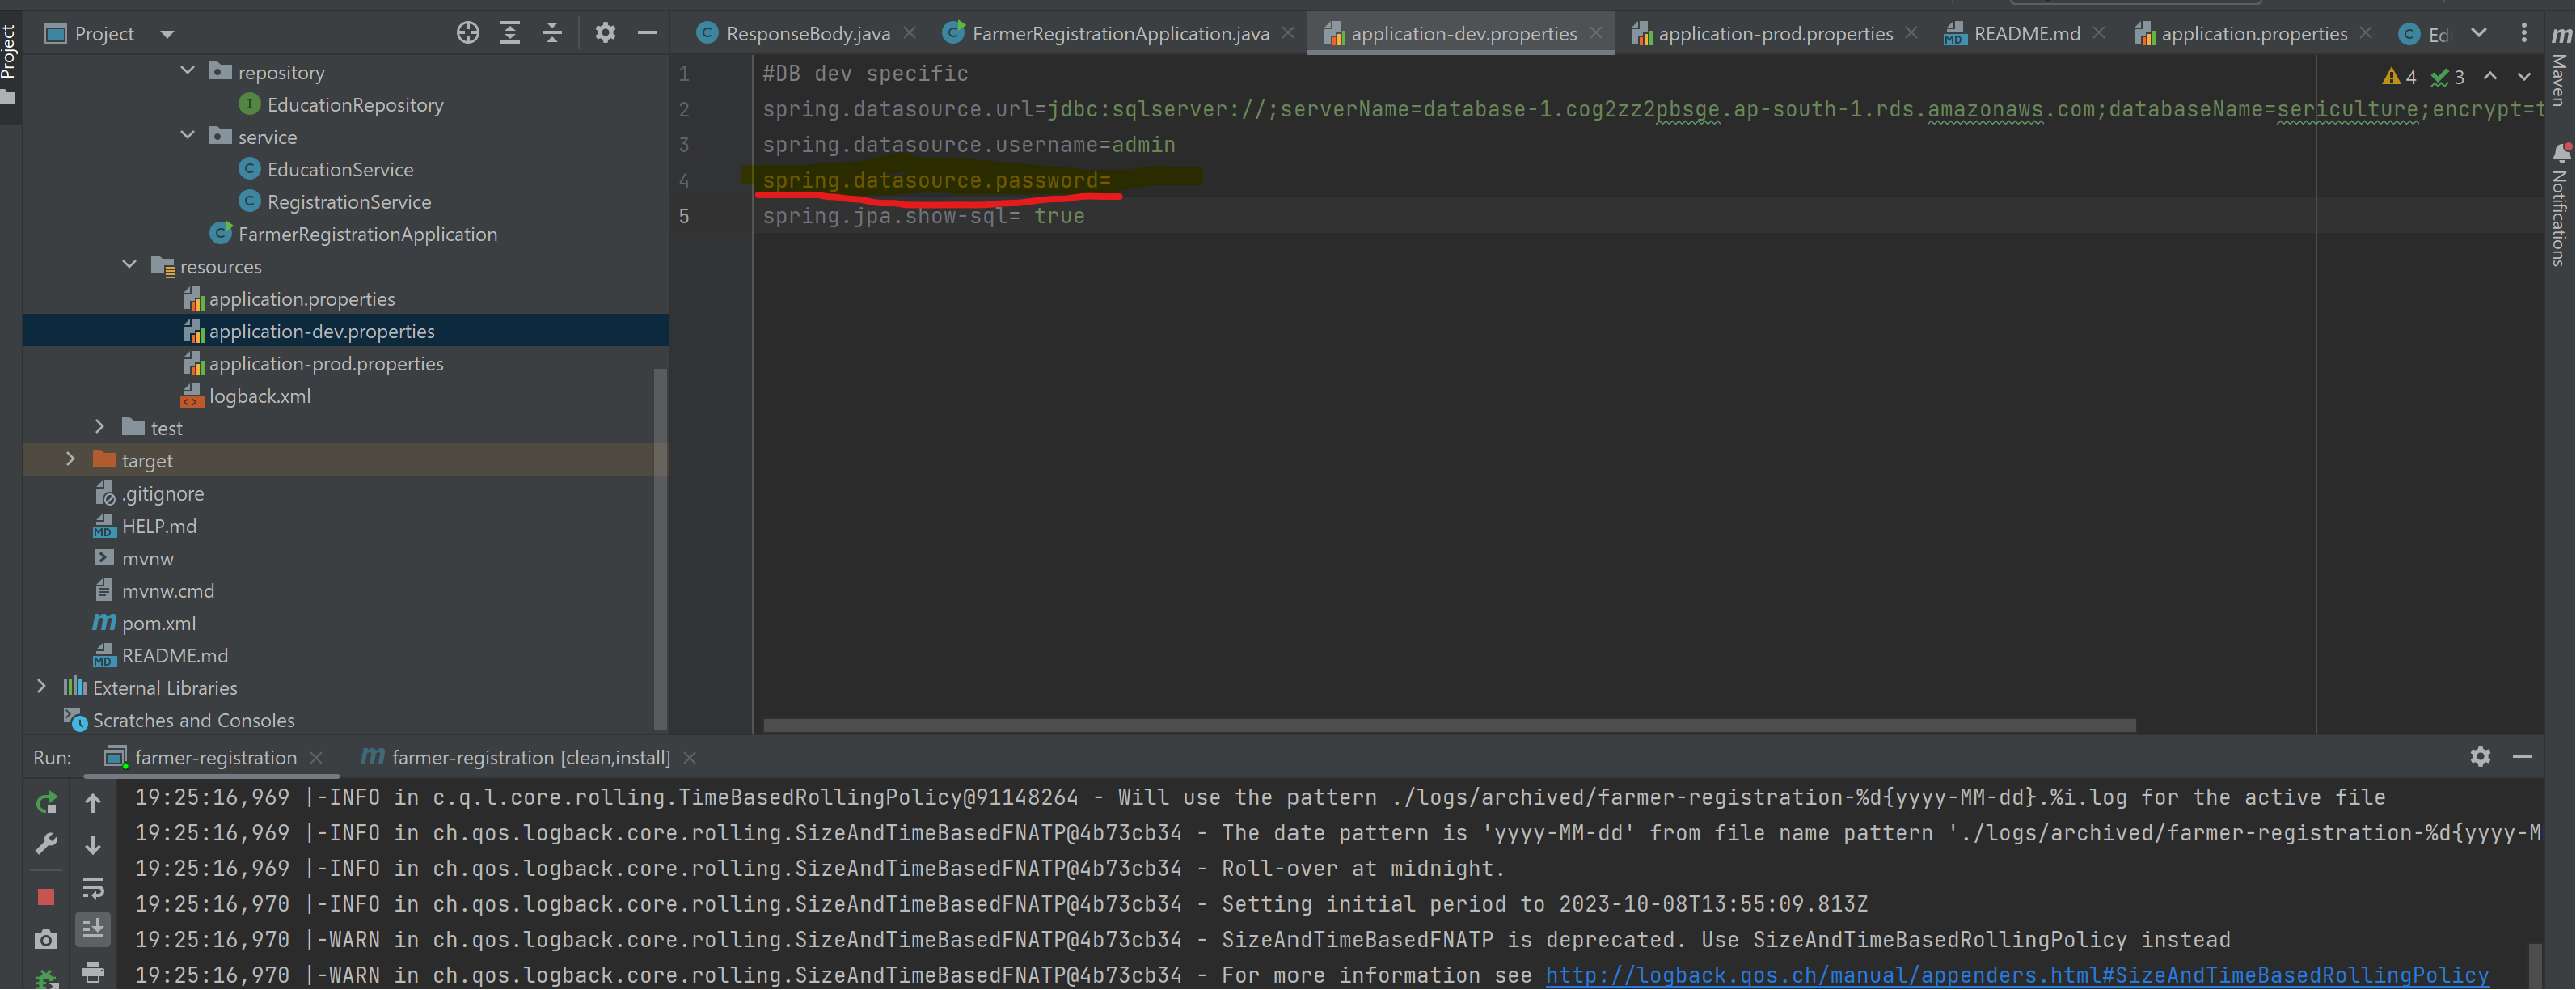 Project
Project
ResponseBody.java
FarmerRegistrationApplication.java
application-dev.properties
application-prod.properties
README.md
application.properties
Maven
Notifications
repository
EducationRepository
service
EducationService
RegistrationService
FarmerRegistrationApplication
resources
application.properties
application-dev.properties
application-prod.properties
logback.xml
test
target
.gitignore
HELP.md
mvnw
mvnw.cmd
pom.xml
README.md
External Libraries
Scratches and Consoles
4 3
1 #DB dev specific
2 spring.datasource.url=jdbc:sqlserver://;serverName=database-1.cog2zz2pbsge.ap-south-1.rds.amazonaws.com;databaseName=sericulture;encrypt=t
3 spring.datasource.username=admin
4 spring.datasource.password=
5 spring.jpa.show-sql= true
Run: farmer-registration farmer-registration [clean,install]
19:25:16,969 |-INFO in c.q.l.core.rolling.TimeBasedRollingPolicy@91148264 - Will use the pattern ./logs/archived/farmer-registration-%d{yyyy-MM-dd}.%i.log for the active file
19:25:16,969 |-INFO in ch.qos.logback.core.rolling.SizeAndTimeBasedFNATP@4b73cb34 - The date pattern is 'yyyy-MM-dd' from file name pattern './logs/archived/farmer-registration-%d{yyyy-M
19:25:16,969 |-INFO in ch.qos.logback.core.rolling.SizeAndTimeBasedFNATP@4b73cb34 - Roll-over at midnight.
19:25:16,970 |-INFO in ch.qos.logback.core.rolling.SizeAndTimeBasedFNATP@4b73cb34 - Setting initial period to 2023-10-08T13:55:09.813Z
19:25:16,970 |-WARN in ch.qos.logback.core.rolling.SizeAndTimeBasedFNATP@4b73cb34 - SizeAndTimeBasedFNATP is deprecated. Use SizeAndTimeBasedRollingPolicy instead
19:25:16,970 |-WARN in ch.qos.logback.core.rolling.SizeAndTimeBasedFNATP@4b73cb34 - For more information see http://logback.qos.ch/manual/appenders.html#SizeAndTimeBasedRollingPolicy